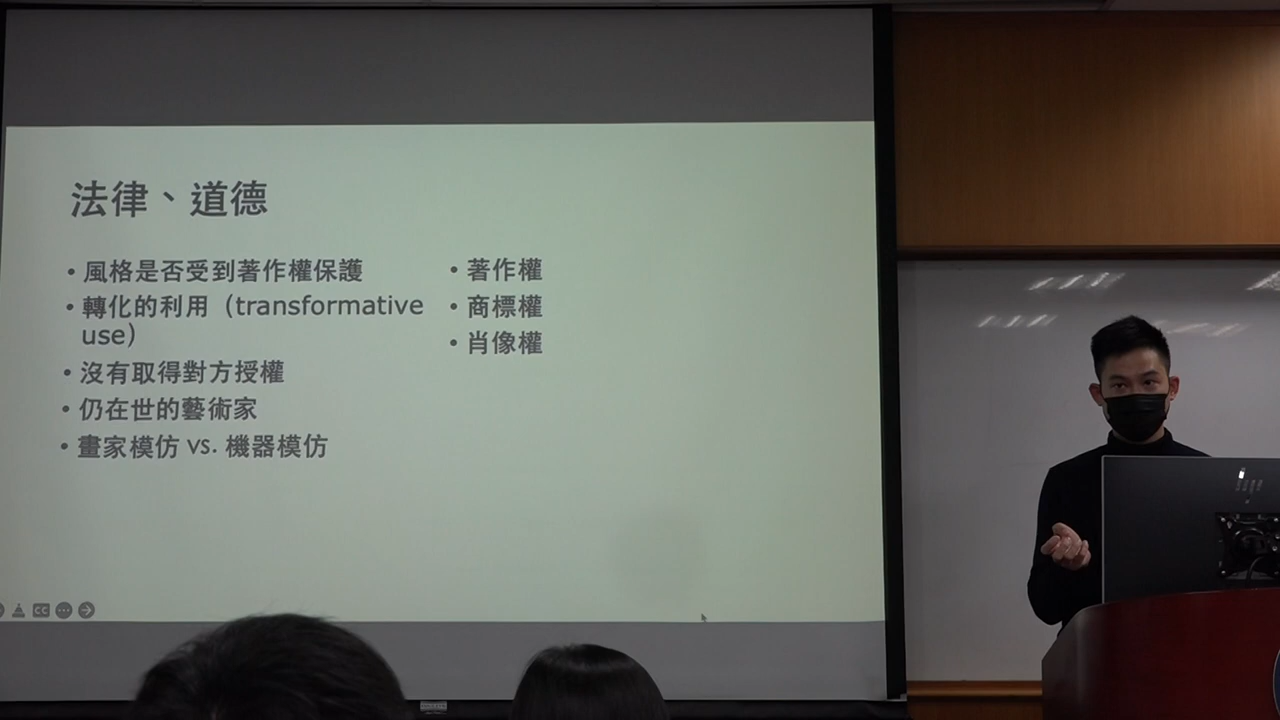 法律、道德
• 風格是否受到著作權保護
• 轉化的利用（transformative
use）
• 沒有取得對方授權
• 仍在世的藝術家
• 畫家模仿 vs. 機器模仿
• 著作權
• 商標權
• 肖像權
CC
hp